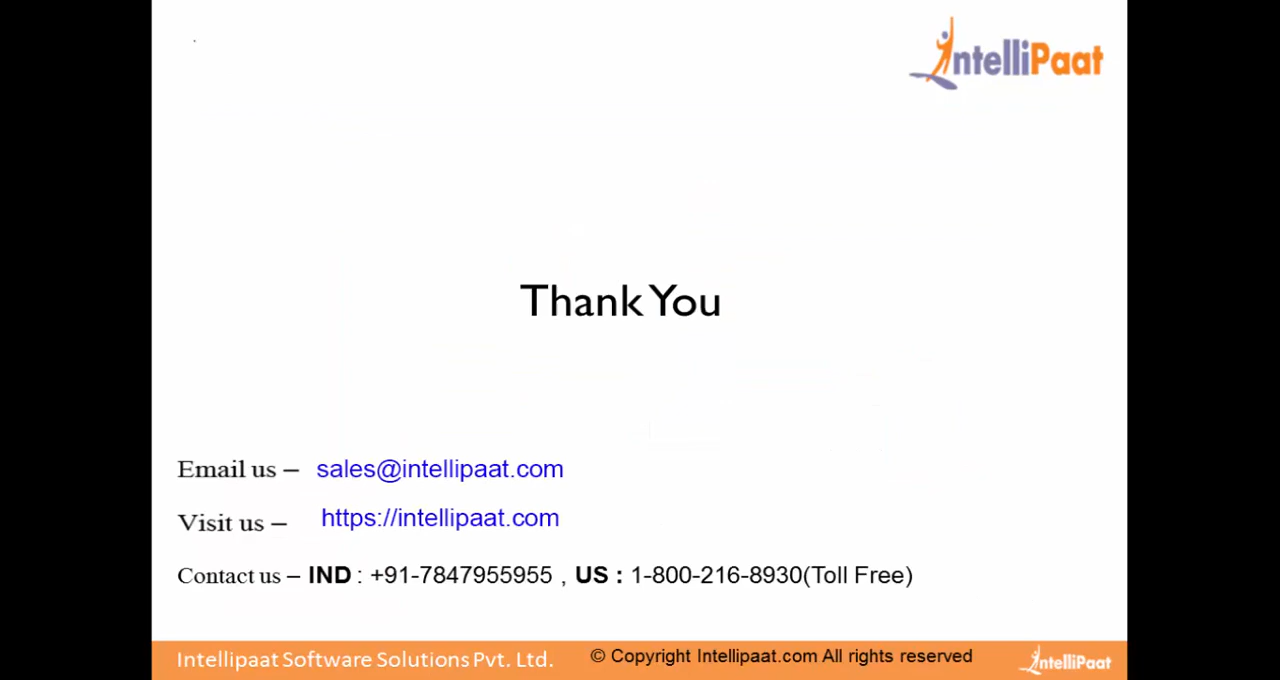 IntelliPaat
Thank You
Email us – sales@intellipaat.com
Visit us – https://intellipaat.com
Contact us – IND : +91-7847955955 , US : 1-800-216-8930(Toll Free)
Intellipaat Software Solutions Pvt. Ltd. © Copyright Intellipaat.com All rights reserved IntelliPaat